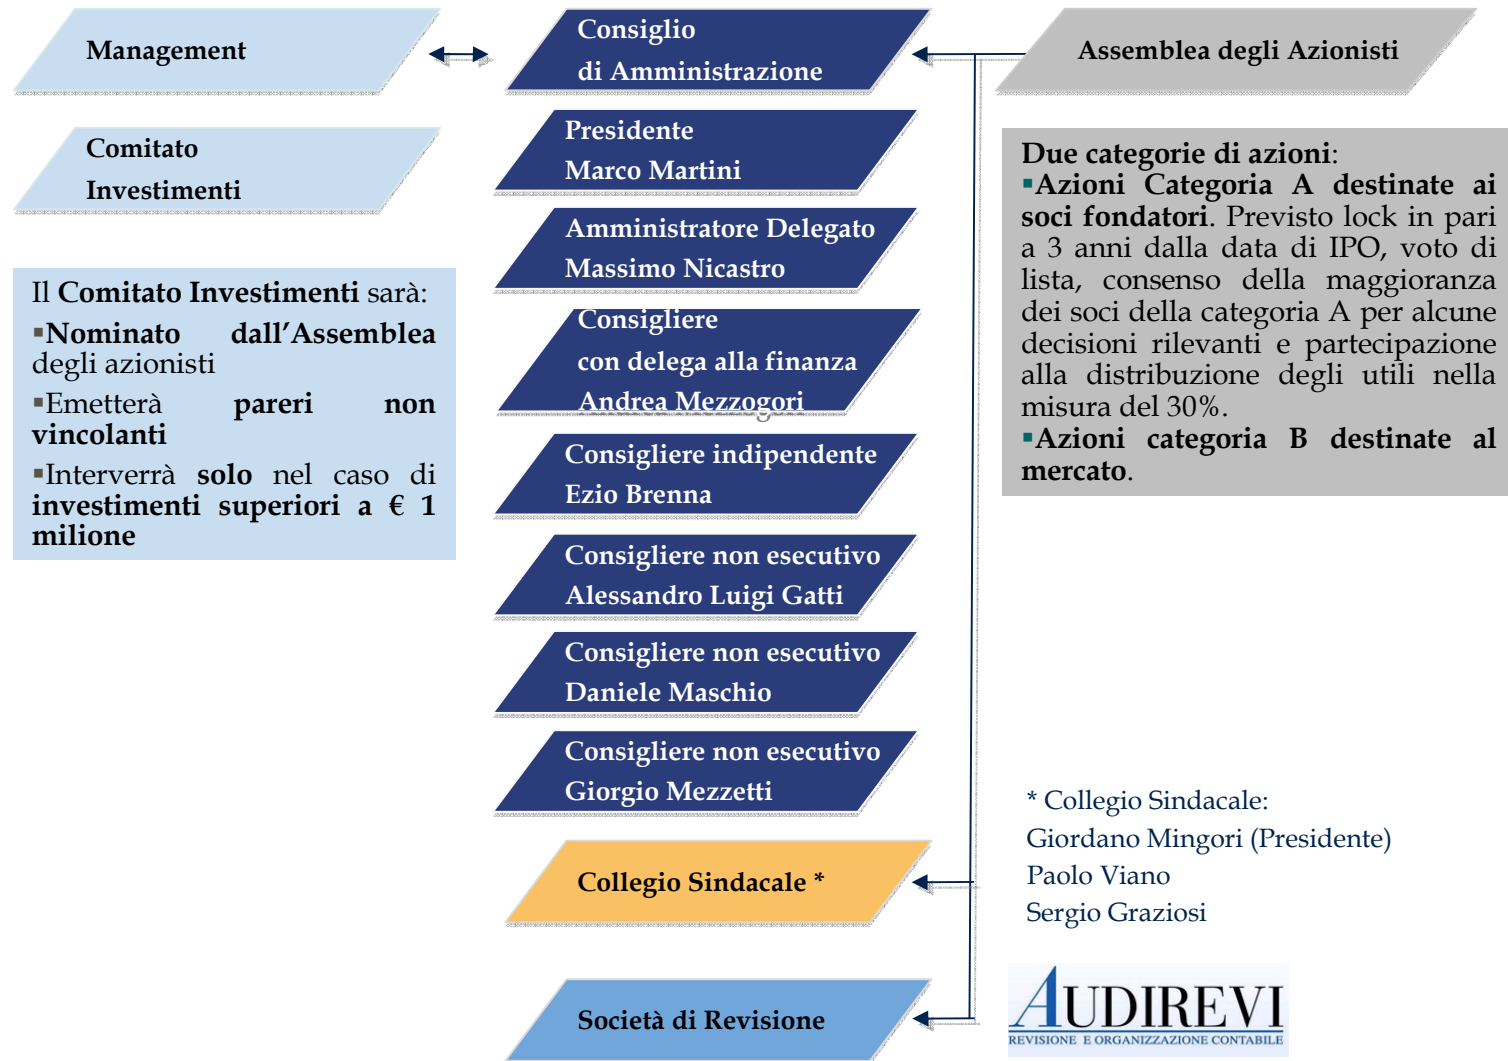 Management
Comitato
Investimenti
Il Comitato Investimenti sarà:
▪Nominato dall'Assemblea
degli azionisti
▪Emetterà pareri non
vincolanti
▪Interverrà solo nel caso di
investimenti superiori a € 1
milione
Consiglio
di Amministrazione
Presidente
Marco Martini
Amministratore Delegato
Massimo Nicastro
Consigliere
con delega alla finanza
Andrea Mezzogori
Consigliere indipendente
Ezio Brenna
Consigliere non esecutivo
Alessandro Luigi Gatti
Consigliere non esecutivo
Daniele Maschio
Consigliere non esecutivo
Giorgio Mezzetti
Collegio Sindacale *
Società di Revisione
Assemblea degli Azionisti
Due categorie di azioni:
▪Azioni Categoria A destinate ai
soci fondatori. Previsto lock in pari
a 3 anni dalla data di IPO, voto di
lista, consenso della maggioranza
dei soci della categoria A per alcune
decisioni rilevanti e partecipazione
alla distribuzione degli utili nella
misura del 30%.
▪Azioni categoria B destinate al
mercato.
* Collegio Sindacale:
Giordano Mingori (Presidente)
Paolo Viano
Sergio Graziosi
AUDIREVI
REVISIONE E ORGANIZZAZIONE CONTABILE